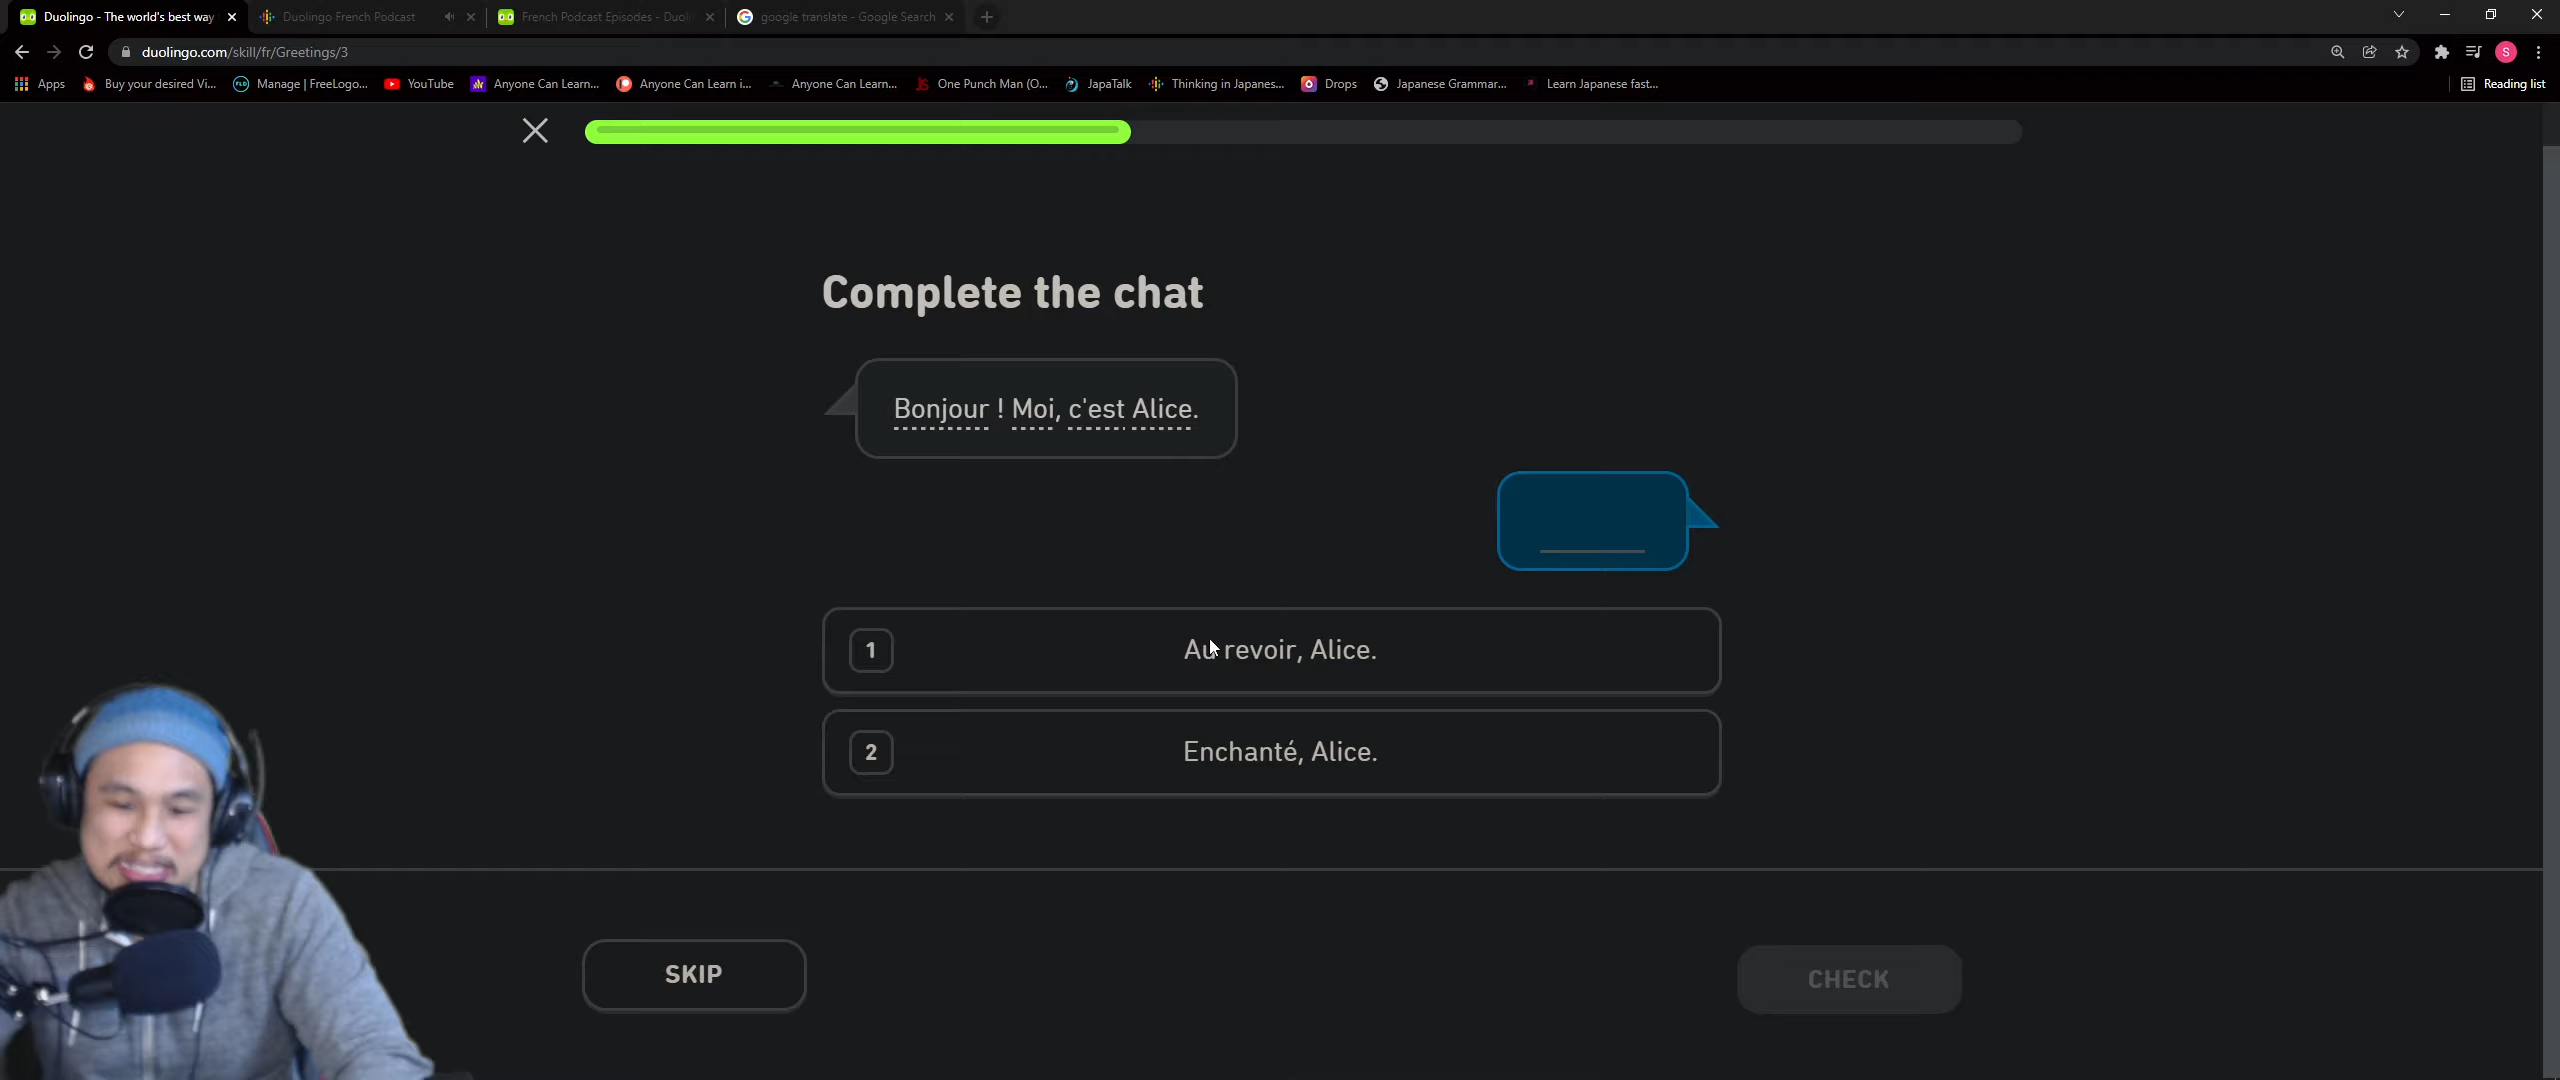 Duolingo - The world's best way
Duolingo French Podcast
French Podcast Episodes - Duol
google translate - Google Search
duolingo.com/skill/fr/Greetings/3
S
Apps
Buy your desired Vi...
FLD
Manage | FreeLogo...
YouTube
Anyone Can Learn...
Anyone Can Learn i...
Anyone Can Learn...
JS
One Punch Man (O...
JapaTalk
Thinking in Japanes...
Drops
Japanese Grammar...
Learn Japanese fast...
Reading list
Complete the chat
Bonjour ! Moi, c'est Alice.
1
Au revoir, Alice.
2
Enchanté, Alice.
SKIP
CHECK